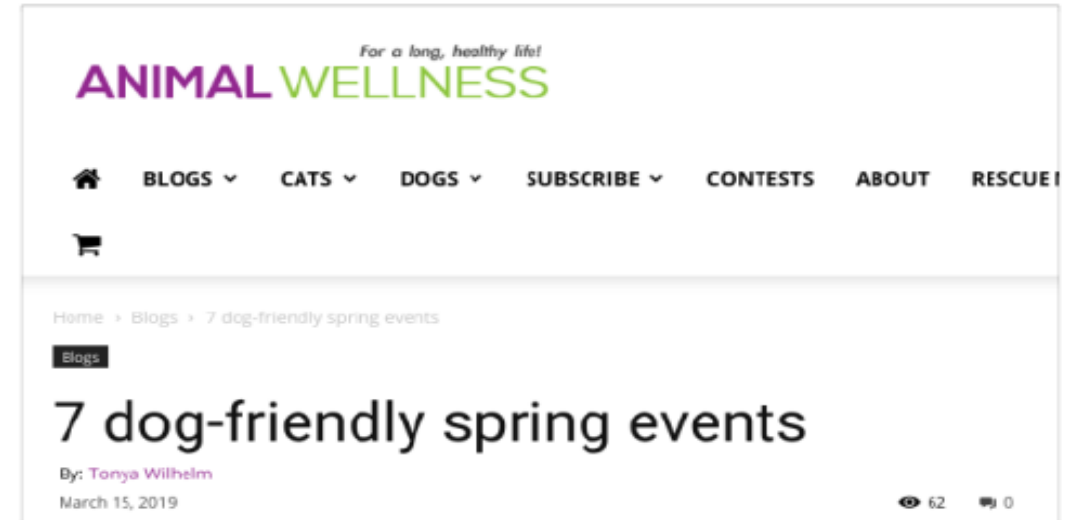 For a long, healthy life!
ANIMAL WELLNESS
BLOGS CATS DOGS SUBSCRIBE CONTESTS ABOUT RESCUE
Home › Blogs › 7 dog-friendly spring events
Blogs
7 dog-friendly spring events
By: Tonya Wilhelm
March 15, 2019 62 0